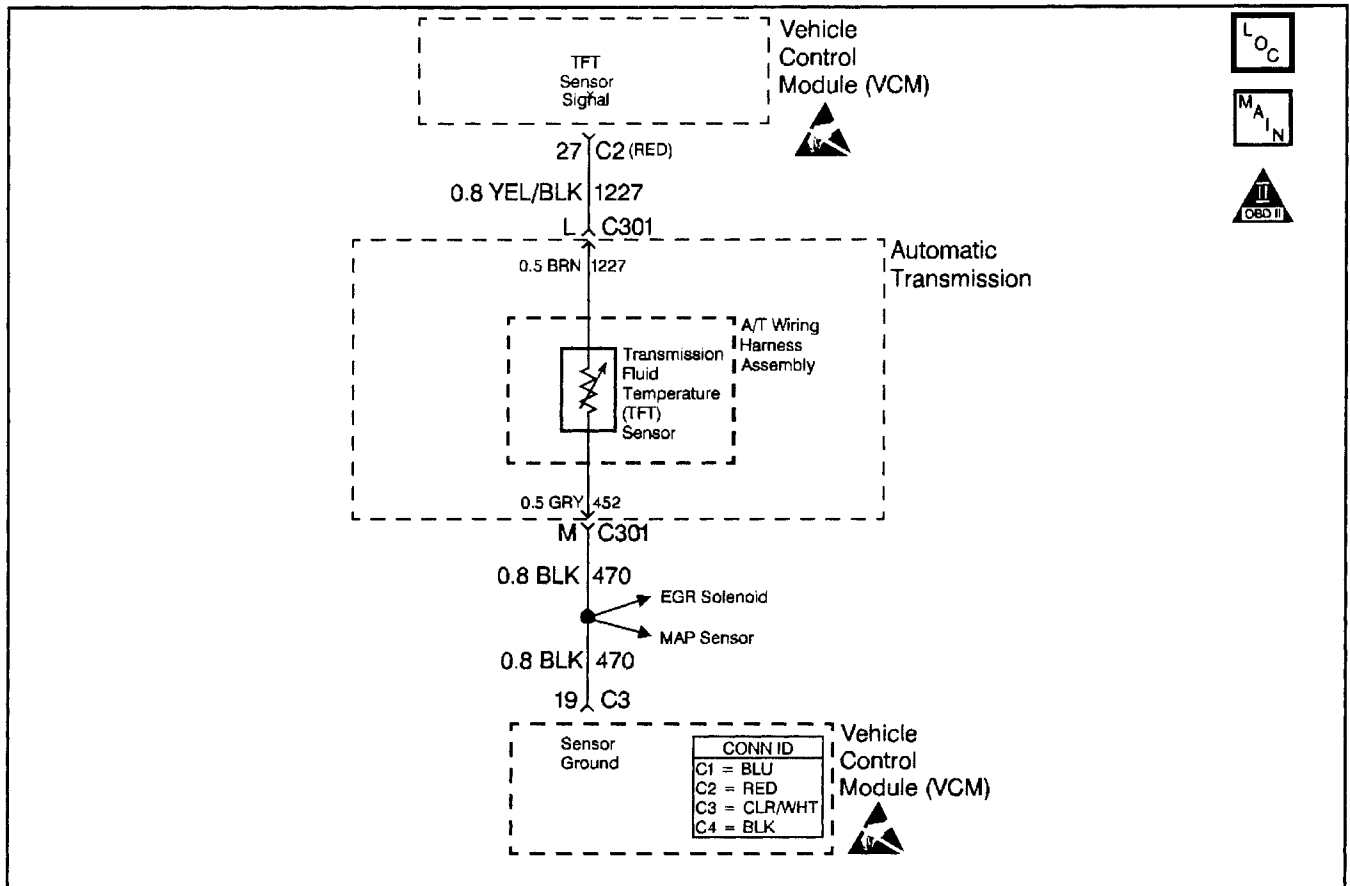 Vehicle
Control
Module (VCM)
TFT
Sensor
Signal
27 C2 (RED)
0.8 YEL/BLK 1227
L C301
Automatic
Transmission
0.5 BRN 1227
A/T Wiring
Harness
Assembly
Transmission
Fluid
Temperature
(TFT)
Sensor
0.5 GRY 452
M C301
0.8 BLK 470
EGR Solenoid
MAP Sensor
0.8 BLK 470
19 C3
Sensor
Ground
CONN ID
C1 = BLU
C2 = RED
C3 = CLR/WHT
C4 = BLK
Vehicle
Control
Module (VCM)
LOC
MAIN
II
OBD II